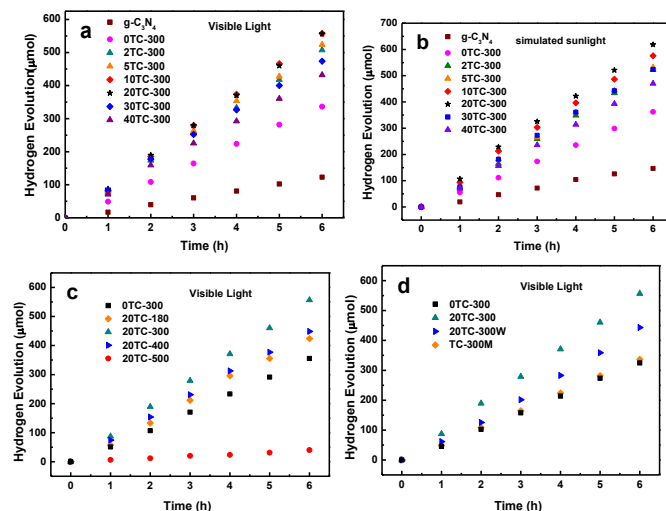 a
Visible Light
g-C₃N₄
0TC-300
2TC-300
5TC-300
10TC-300
20TC-300
30TC-300
40TC-300
Hydrogen Evolution (μmol)
600
500
400
300
200
100
0
0 1 2 3 4 5 6
Time (h)
b
simulated sunlight
g-C₃N₄
0TC-300
2TC-300
5TC-300
10TC-300
20TC-300
30TC-300
40TC-300
Hydrogen Evolution (μmol)
700
600
500
400
300
200
100
0
0 1 2 3 4 5 6
Time (h)
c
Visible Light
0TC-300
20TC-180
20TC-300
20TC-400
20TC-500
Hydrogen Evolution (μmol)
600
500
400
300
200
100
0
0 1 2 3 4 5 6
Time (h)
d
Visible Light
0TC-300
20TC-300
20TC-300W
TC-300M
Hydrogen Evolution (μmol)
600
500
400
300
200
100
0
0 1 2 3 4 5 6
Time (h)